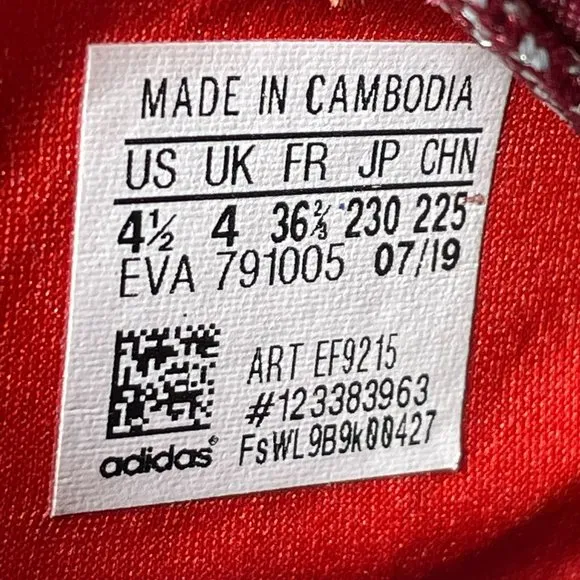 MADE IN CAMBODIA
US UK FR JP CHN
4½ 4 36⅔ 230 225
EVA 791005 07/19
ART EF9215
#123383963
FsWL9B9k00427
adidas